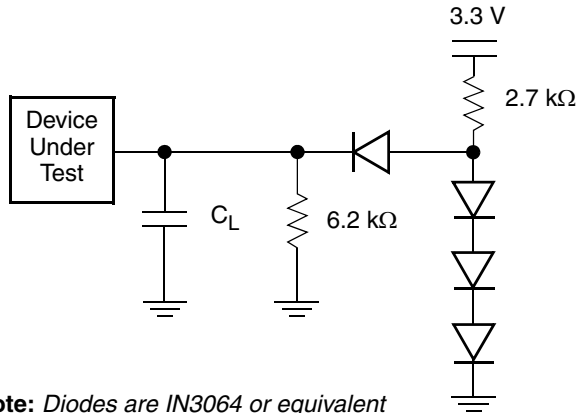 3.3 V
2.7 kΩ
Device
Under
Test
C_L
6.2 kΩ
ote: Diodes are IN3064 or equivalent